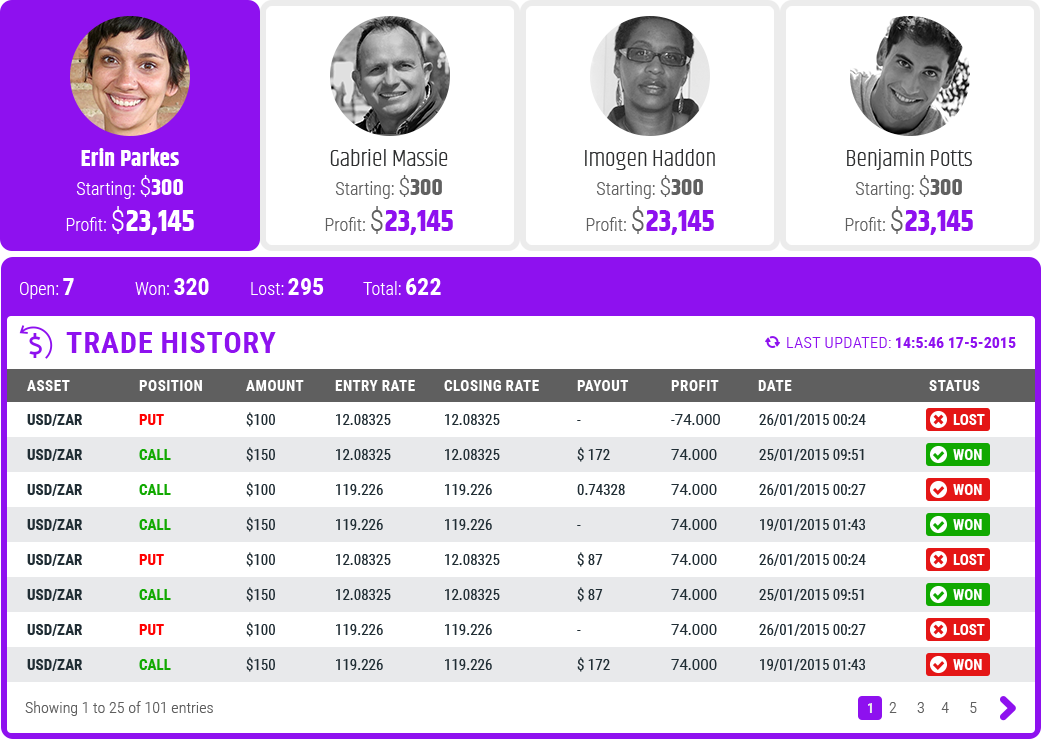 Erin Parkes
Starting: $300
Profit: $23,145
Gabriel Massie
Starting: $300
Profit: $23,145
Imogen Haddon
Starting: $300
Profit: $23,145
Benjamin Potts
Starting: $300
Profit: $23,145
Open: 7 Won: 320 Lost: 295 Total: 622
TRADE HISTORY LAST UPDATED: 14:5:46 17-5-2015
ASSET POSITION AMOUNT ENTRY RATE CLOSING RATE PAYOUT PROFIT DATE STATUS
USD/ZAR PUT $100 12.08325 12.08325 - -74.000 26/01/2015 00:24 LOST
USD/ZAR CALL $150 12.08325 12.08325 $ 172 74.000 25/01/2015 09:51 WON
USD/ZAR CALL $100 119.226 119.226 0.74328 74.000 26/01/2015 00:27 WON
USD/ZAR CALL $150 119.226 119.226 - 74.000 19/01/2015 01:43 WON
USD/ZAR PUT $100 12.08325 12.08325 $ 87 74.000 26/01/2015 00:24 LOST
USD/ZAR CALL $150 12.08325 12.08325 $ 87 74.000 25/01/2015 09:51 WON
USD/ZAR PUT $100 119.226 119.226 - 74.000 26/01/2015 00:27 LOST
USD/ZAR CALL $150 119.226 119.226 $ 172 74.000 19/01/2015 01:43 WON
Showing 1 to 25 of 101 entries 1 2 3 4 5